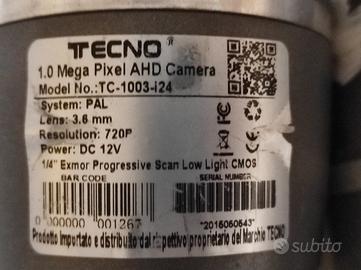 TECNO®
1.0 Mega Pixel AHD Camera
Model No.:TC-1003-I24
System: PAL
Lens: 3.6 mm
Resolution: 720P
Power: DC 12V
1/4" Exmor Progressive Scan Low Light CMOS
BAR CODE
SERIAL NUMBER
0 000000 001267
*2015060543*
Prodotto importato e distribuito dal rispettivo proprietario del Marchio TECNO
subito